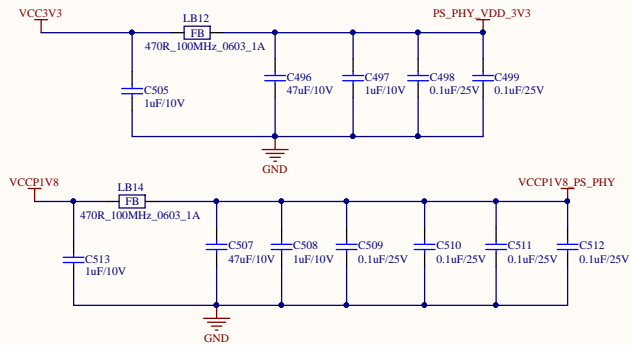 VCC3V3
LB12
FB
470R_100MHz_0603_1A
PS_PHY_VDD_3V3
C505
1uF/10V
C496
47uF/10V
C497
1uF/10V
C498
0.1uF/25V
C499
0.1uF/25V
GND
VCCP1V8
LB14
FB
470R_100MHz_0603_1A
VCCP1V8_PS_PHY
C513
1uF/10V
C507
47uF/10V
C508
1uF/10V
C509
0.1uF/25V
C510
0.1uF/25V
C511
0.1uF/25V
C512
0.1uF/25V
GND